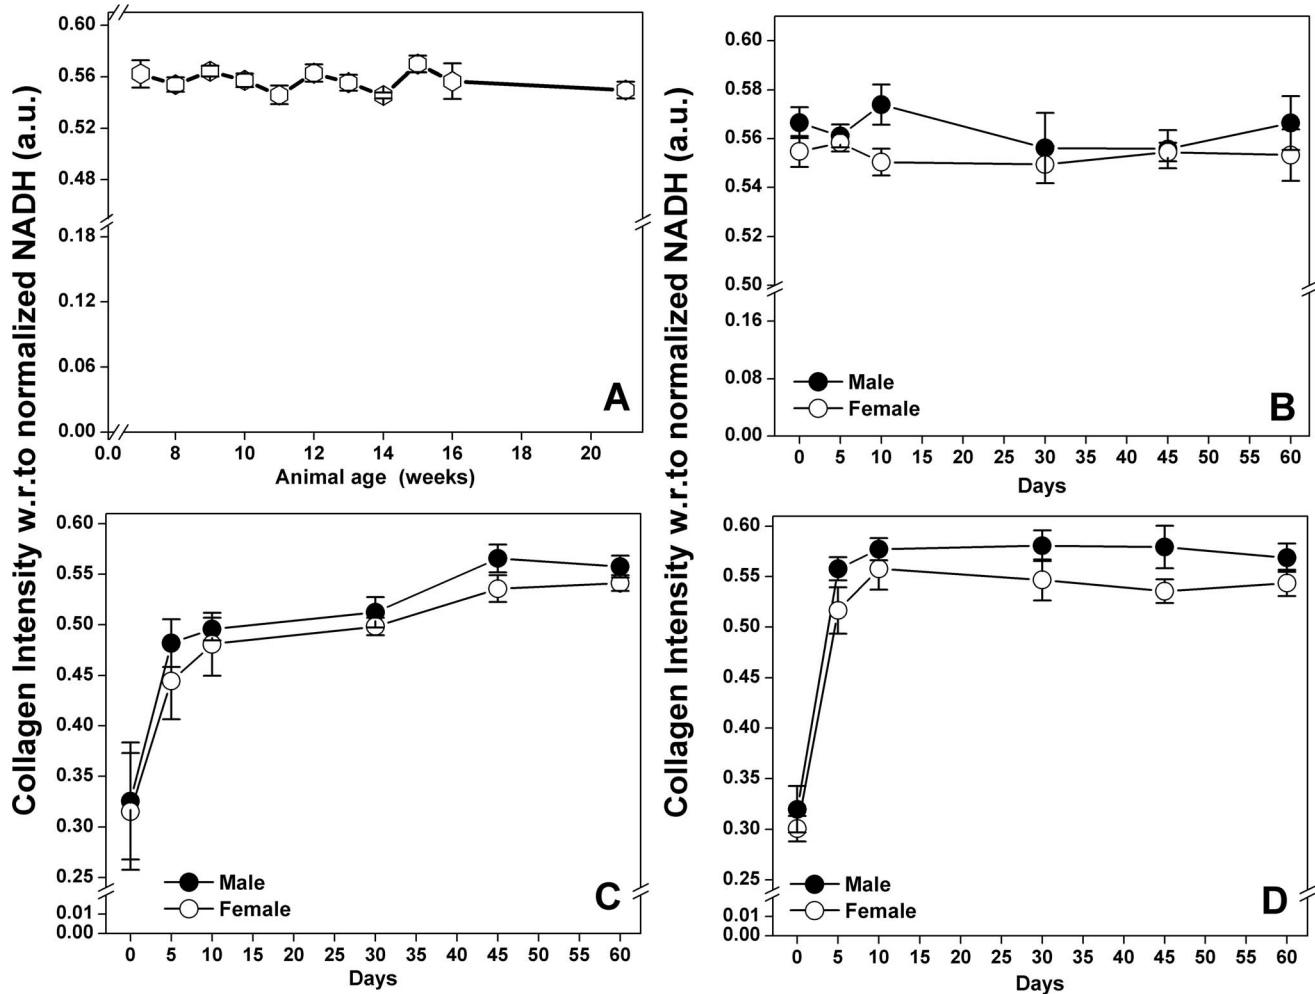 Collagen Intensity w.r.to normalized NADH (a.u.)
0.60
0.56
0.52
0.48
0.18
0.12
0.06
0.00
0.0 8 10 12 14 16 18 20
Animal age (weeks)
A
Collagen Intensity w.r.to normalized NADH (a.u.)
0.60
0.58
0.56
0.54
0.52
0.50
0.16
0.08
0.00
Male
Female
B
0 5 10 15 20 25 30 35 40 45 50 55 60
Days
0.60
0.55
0.50
0.45
0.40
0.35
0.30
0.25
0.01
0.00
Male
Female
C
0 5 10 15 20 25 30 35 40 45 50 55 60
Days
0.60
0.55
0.50
0.45
0.40
0.35
0.30
0.25
0.01
0.00
Male
Female
D
0 5 10 15 20 25 30 35 40 45 50 55 60
Days